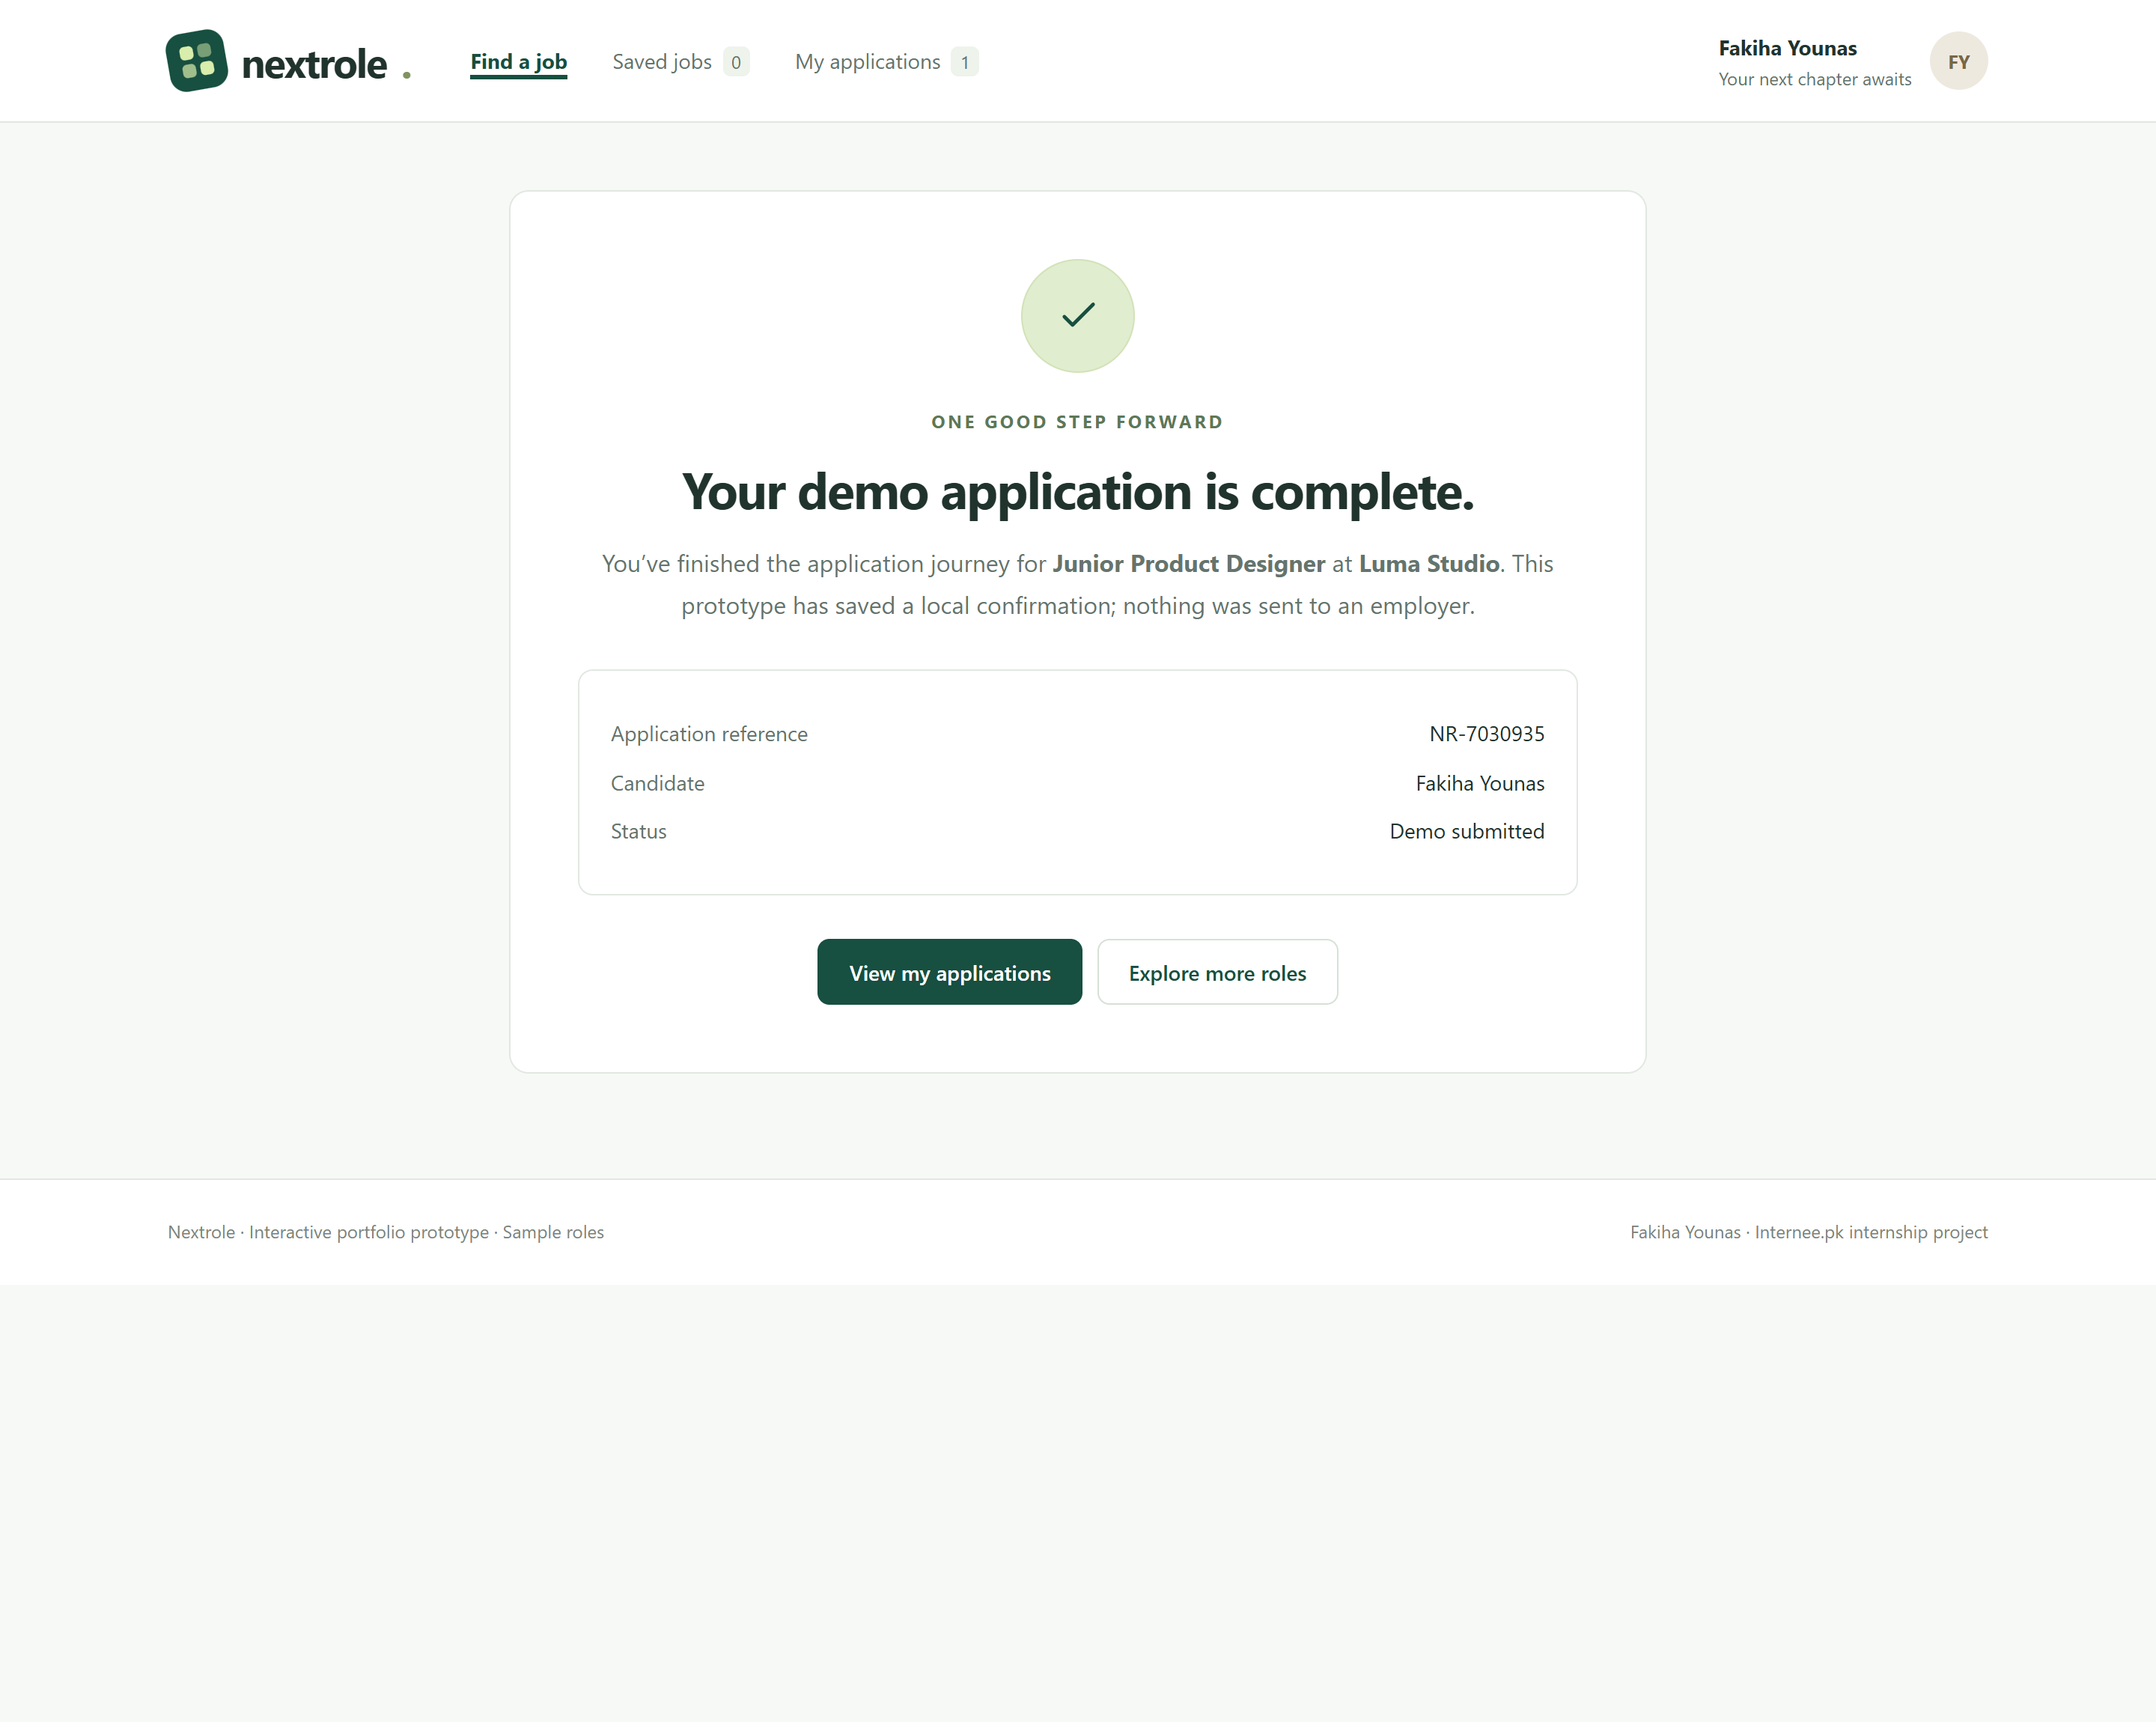 nextrole.
Find a job
Saved jobs 0
My applications 1
Fakiha Younas
Your next chapter awaits
FY
ONE GOOD STEP FORWARD
Your demo application is complete.
You’ve finished the application journey for Junior Product Designer at Luma Studio. This
prototype has saved a local confirmation; nothing was sent to an employer.
Application reference NR-7030935
Candidate Fakiha Younas
Status Demo submitted
View my applications
Explore more roles
Nextrole · Interactive portfolio prototype · Sample roles
Fakiha Younas · Internee.pk internship project